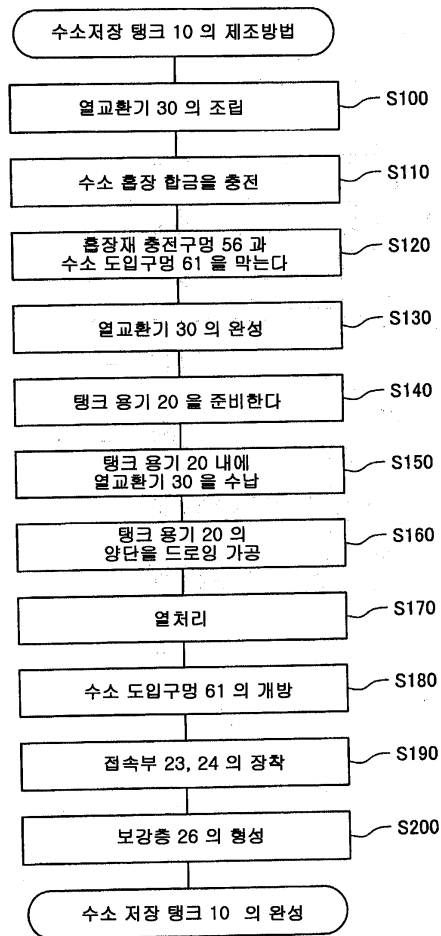 수소저장 탱크 10 의 제조방법
열교환기 30 의 조립
S100
수소 흡장 합금을 충전
S110
흡장재 충전구멍 56 과
수소 도입구멍 61 을 막는다
S120
열교환기 30 의 완성
S130
탱크 용기 20 을 준비한다
S140
탱크 용기 20 내에
열교환기 30 을 수납
S150
탱크 용기 20 의
양단을 드로잉 가공
S160
열처리
S170
수소 도입구멍 61 의 개방
S180
접속부 23, 24 의 장착
S190
보강층 26 의 형성
S200
수소 저장 탱크 10 의 완성